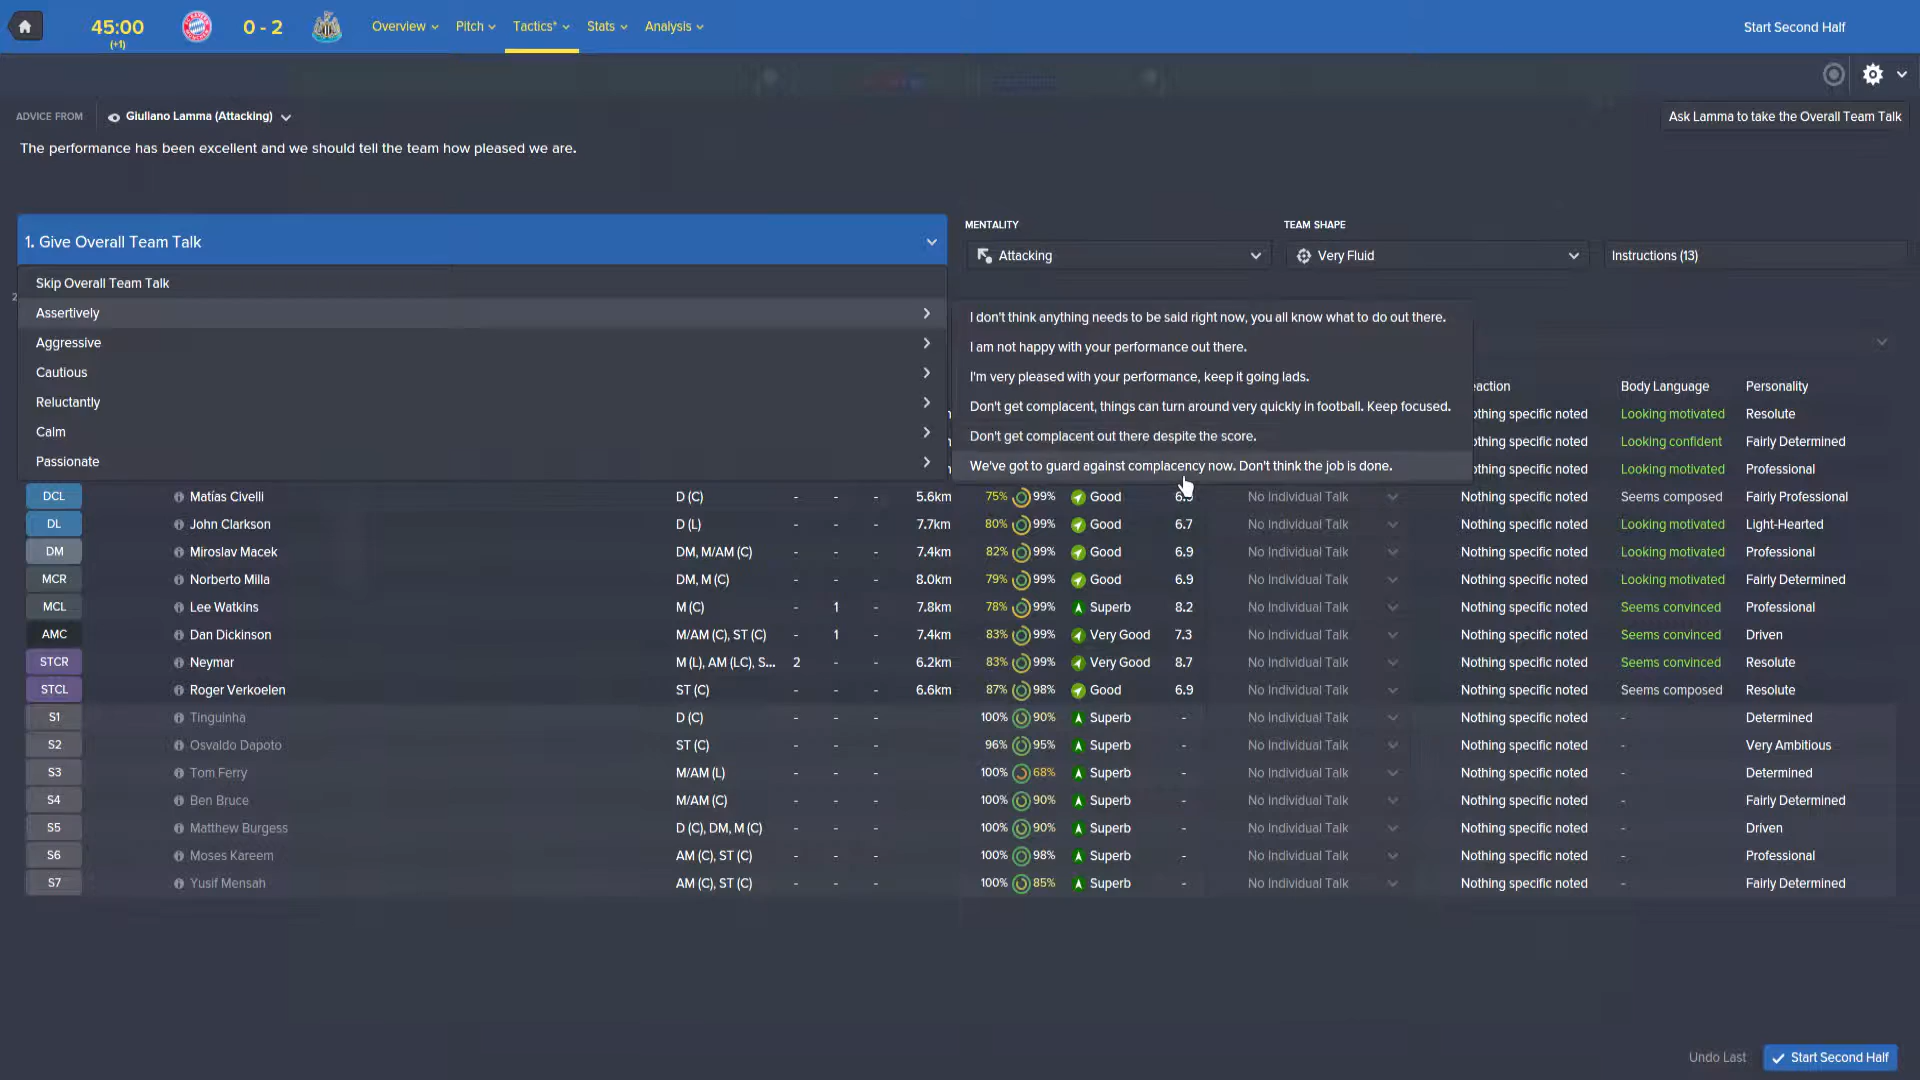 45:00
(+1)
0 - 2
Overview
Pitch
Tactics*
Stats
Analysis
Start Second Half
ADVICE FROM
Giuliano Lamma (Attacking)
Ask Lamma to take the Overall Team Talk
The performance has been excellent and we should tell the team how pleased we are.
1. Give Overall Team Talk
MENTALITY
Attacking
TEAM SHAPE
Very Fluid
Instructions (13)
Skip Overall Team Talk
Assertively
Aggressive
Cautious
Reluctantly
Calm
Passionate
I don't think anything needs to be said right now, you all know what to do out there.
I am not happy with your performance out there.
I'm very pleased with your performance, keep it going lads.
Don't get complacent, things can turn around very quickly in football. Keep focused.
Don't get complacent out there despite the score.
We've got to guard against complacency now. Don't think the job is done.
Body Language Personality
Looking motivated Resolute
Looking confident Fairly Determined
Looking motivated Professional
DCL Matías Civelli D (C) - - - 5.6km 75% 99% Good No Individual Talk Nothing specific noted Seems composed Fairly Professional
DL John Clarkson D (L) - - - 7.7km 80% 99% Good 6.7 No Individual Talk Nothing specific noted Looking motivated Light-Hearted
DM Miroslav Macek DM, M/AM (C) - - - 7.4km 82% 99% Good 6.9 No Individual Talk Nothing specific noted Looking motivated Professional
MCR Norberto Milla DM, M (C) - - - 8.0km 79% 99% Good 6.9 No Individual Talk Nothing specific noted Looking motivated Fairly Determined
MCL Lee Watkins M (C) - 1 - 7.8km 78% 99% Superb 8.2 No Individual Talk Nothing specific noted Seems convinced Professional
AMC Dan Dickinson M/AM (C), ST (C) - 1 - 7.4km 83% 99% Very Good 7.3 No Individual Talk Nothing specific noted Seems convinced Driven
STCR Neymar M (L), AM (LC), S... 2 - - 6.2km 83% 99% Very Good 8.7 No Individual Talk Nothing specific noted Seems convinced Resolute
STCL Roger Verkoelen ST (C) - - - 6.6km 87% 98% Good 6.9 No Individual Talk Nothing specific noted Seems composed Resolute
S1 Tinguinha D (C) - - - 100% 90% Superb - No Individual Talk Nothing specific noted - Determined
S2 Osvaldo Dapoto ST (C) - - - 96% 95% Superb - No Individual Talk Nothing specific noted - Very Ambitious
S3 Tom Ferry M/AM (L) - - - 100% 68% Superb - No Individual Talk Nothing specific noted - Determined
S4 Ben Bruce M/AM (C) - - - 100% 90% Superb - No Individual Talk Nothing specific noted - Fairly Determined
S5 Matthew Burgess D (C), DM, M (C) - - - 100% 90% Superb - No Individual Talk Nothing specific noted - Driven
S6 Moses Kareem AM (C), ST (C) - - - 100% 98% Superb - No Individual Talk Nothing specific noted - Professional
S7 Yusif Mensah AM (C), ST (C) - - - 100% 85% Superb - No Individual Talk Nothing specific noted - Fairly Determined
Undo Last
Start Second Half